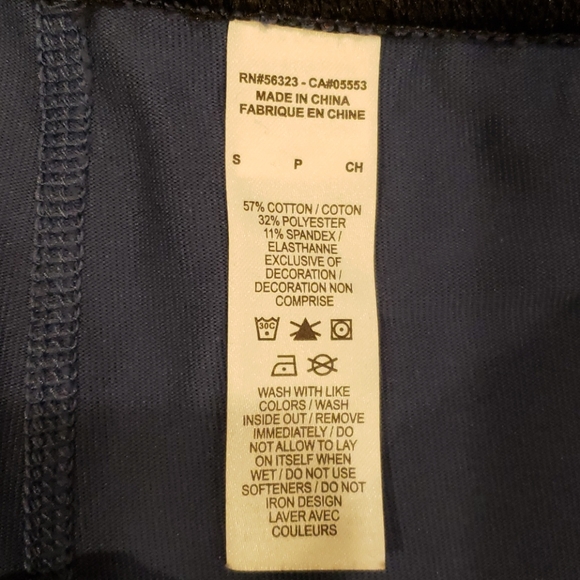 RN#56323 - CA#05553
MADE IN CHINA
FABRIQUE EN CHINE
S P CH
57% COTTON / COTON
32% POLYESTER
11% SPANDEX /
ELASTHANNE
EXCLUSIVE OF
DECORATION /
DECORATION NON
COMPRISE
30C
WASH WITH LIKE
COLORS / WASH
INSIDE OUT / REMOVE
IMMEDIATELY / DO
NOT ALLOW TO LAY
ON ITSELF WHEN
WET / DO NOT USE
SOFTENERS / DO NOT
IRON DESIGN
LAVER AVEC
COULEURS